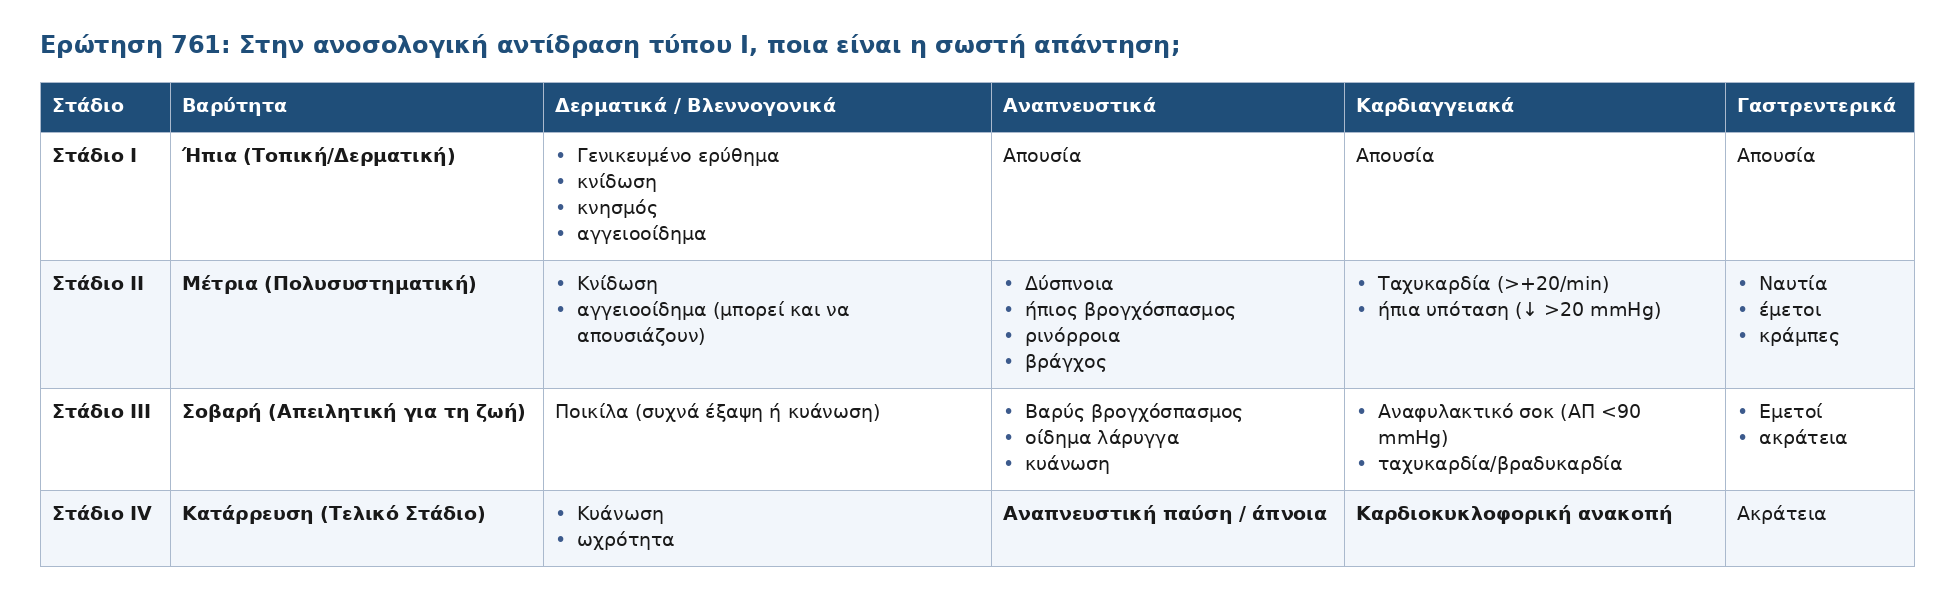 Ερώτηση 761: Στην ανοσολογική αντίδραση τύπου Ι, ποια είναι η σωστή απάντηση;
Στάδιο Βαρύτητα Δερματικά / Βλεννογονικά Αναπνευστικά Καρδιαγγειακά Γαστρεντερικά
Στάδιο I Ήπια (Τοπική/Δερματική) • Γενικευμένο ερύθημα Απουσία Απουσία Απουσία
• κνίδωση
• κνησμός
• αγγειοοίδημα
Στάδιο II Μέτρια (Πολυσυστηματική) • Κνίδωση • Δύσπνοια • Ταχυκαρδία (>+20/min) • Ναυτία
• αγγειοοίδημα (μπορεί και να • ήπιος βρογχόσπασμος • ήπια υπόταση (↓ >20 mmHg) • έμετοι
απουσιάζουν) • ρινόρροια • κράμπες
• βράγχος
Στάδιο III Σοβαρή (Απειλητική για τη ζωή) Ποικίλα (συχνά έξαψη ή κυάνωση) • Βαρύς βρογχόσπασμος • Αναφυλακτικό σοκ (ΑΠ <90 • Εμετοί
• οίδημα λάρυγγα mmHg) • ακράτεια
• κυάνωση • ταχυκαρδία/βραδυκαρδία
Στάδιο IV Κατάρρευση (Τελικό Στάδιο) • Κυάνωση Αναπνευστική παύση / άπνοια Καρδιοκυκλοφορική ανακοπή Ακράτεια
• ωχρότητα